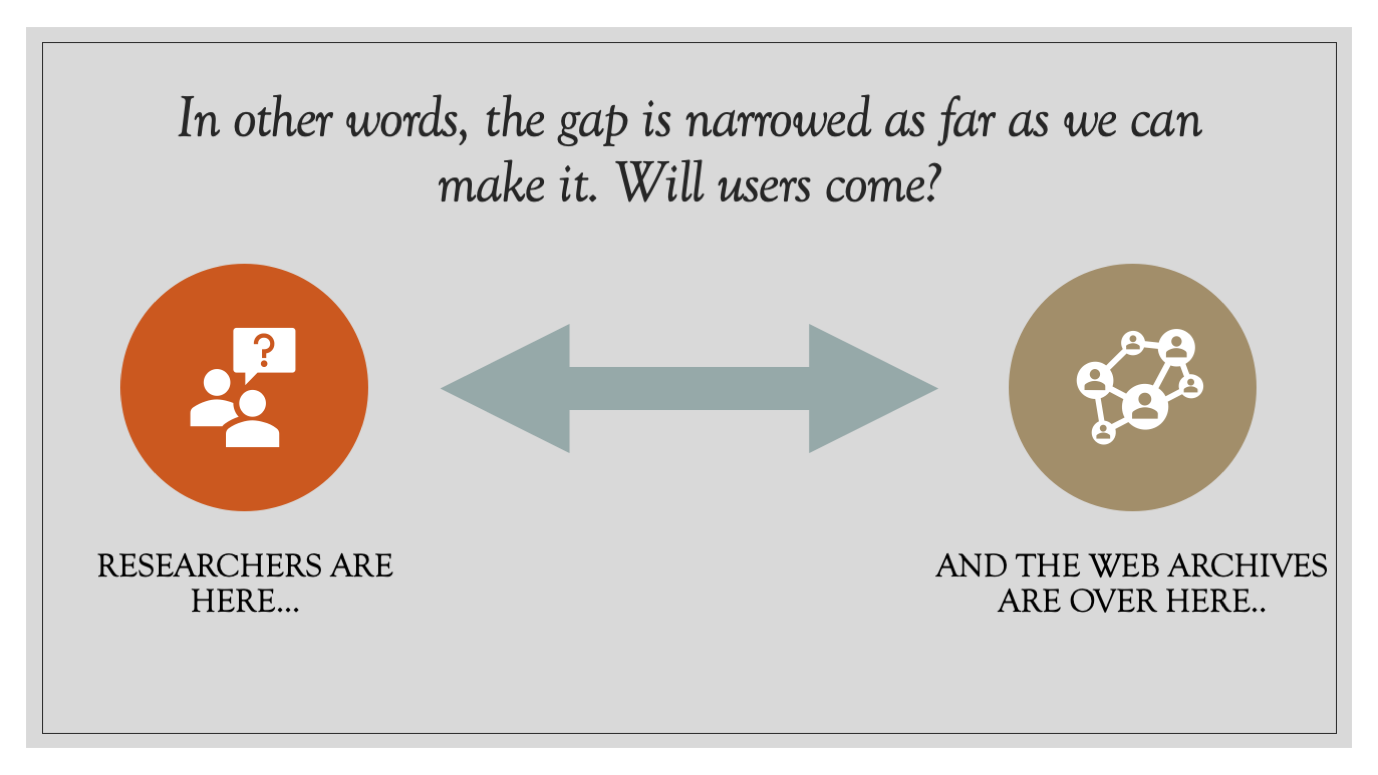 In other words, the gap is narrowed as far as we can
make it. Will users come?
?
RESEARCHERS ARE
HERE...
AND THE WEB ARCHIVES
ARE OVER HERE..